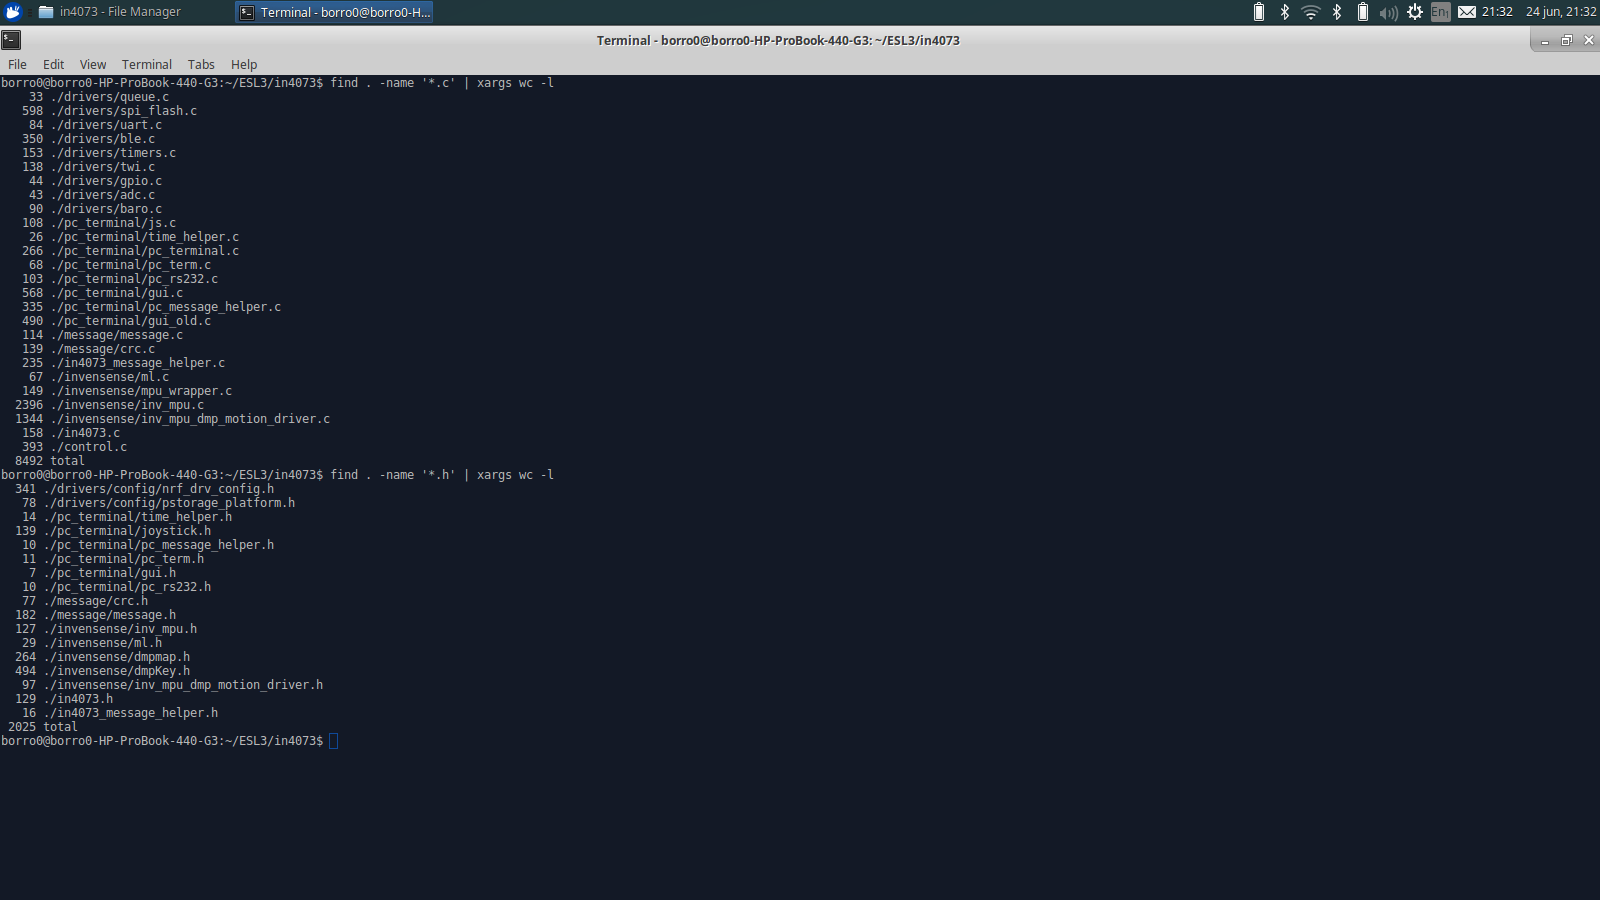 in4073 - File Manager
Terminal - borro0@borro0-H...
En1
21:32
24 jun, 21:32
Terminal - borro0@borro0-HP-ProBook-440-G3: ~/ESL3/in4073
File Edit View Terminal Tabs Help
borro0@borro0-HP-ProBook-440-G3:~/ESL3/in4073$ find . -name '*.c' | xargs wc -l
33 ./drivers/queue.c
598 ./drivers/spi_flash.c
84 ./drivers/uart.c
350 ./drivers/ble.c
153 ./drivers/timers.c
138 ./drivers/twi.c
44 ./drivers/gpio.c
43 ./drivers/adc.c
90 ./drivers/baro.c
108 ./pc_terminal/js.c
26 ./pc_terminal/time_helper.c
266 ./pc_terminal/pc_terminal.c
68 ./pc_terminal/pc_term.c
103 ./pc_terminal/pc_rs232.c
568 ./pc_terminal/gui.c
335 ./pc_terminal/pc_message_helper.c
490 ./pc_terminal/gui_old.c
114 ./message/message.c
139 ./message/crc.c
235 ./in4073_message_helper.c
67 ./invensense/ml.c
149 ./invensense/mpu_wrapper.c
2396 ./invensense/inv_mpu.c
1344 ./invensense/inv_mpu_dmp_motion_driver.c
158 ./in4073.c
393 ./control.c
8492 total
borro0@borro0-HP-ProBook-440-G3:~/ESL3/in4073$ find . -name '*.h' | xargs wc -l
341 ./drivers/config/nrf_drv_config.h
78 ./drivers/config/pstorage_platform.h
14 ./pc_terminal/time_helper.h
139 ./pc_terminal/joystick.h
10 ./pc_terminal/pc_message_helper.h
11 ./pc_terminal/pc_term.h
7 ./pc_terminal/gui.h
10 ./pc_terminal/pc_rs232.h
77 ./message/crc.h
182 ./message/message.h
127 ./invensense/inv_mpu.h
29 ./invensense/ml.h
264 ./invensense/dmpmap.h
494 ./invensense/dmpKey.h
97 ./invensense/inv_mpu_dmp_motion_driver.h
129 ./in4073.h
16 ./in4073_message_helper.h
2025 total
borro0@borro0-HP-ProBook-440-G3:~/ESL3/in4073$